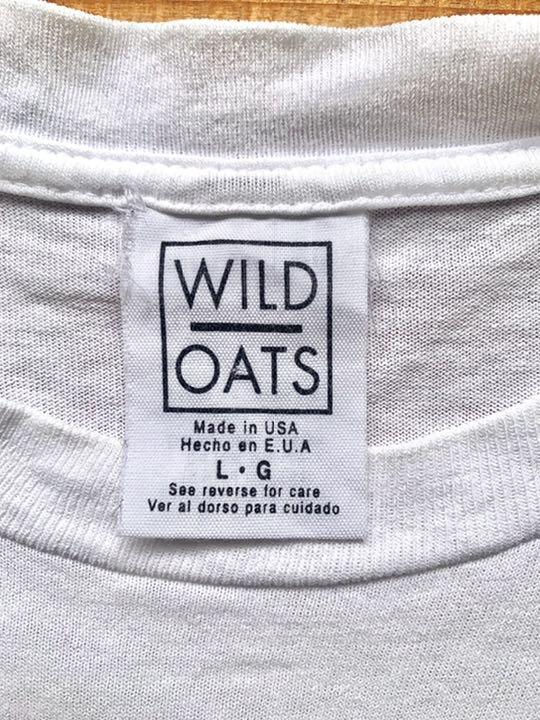 WILD
OATS
Made in USA
Hecho en E.U.A
L • G
See reverse for care
Ver al dorso para cuidado